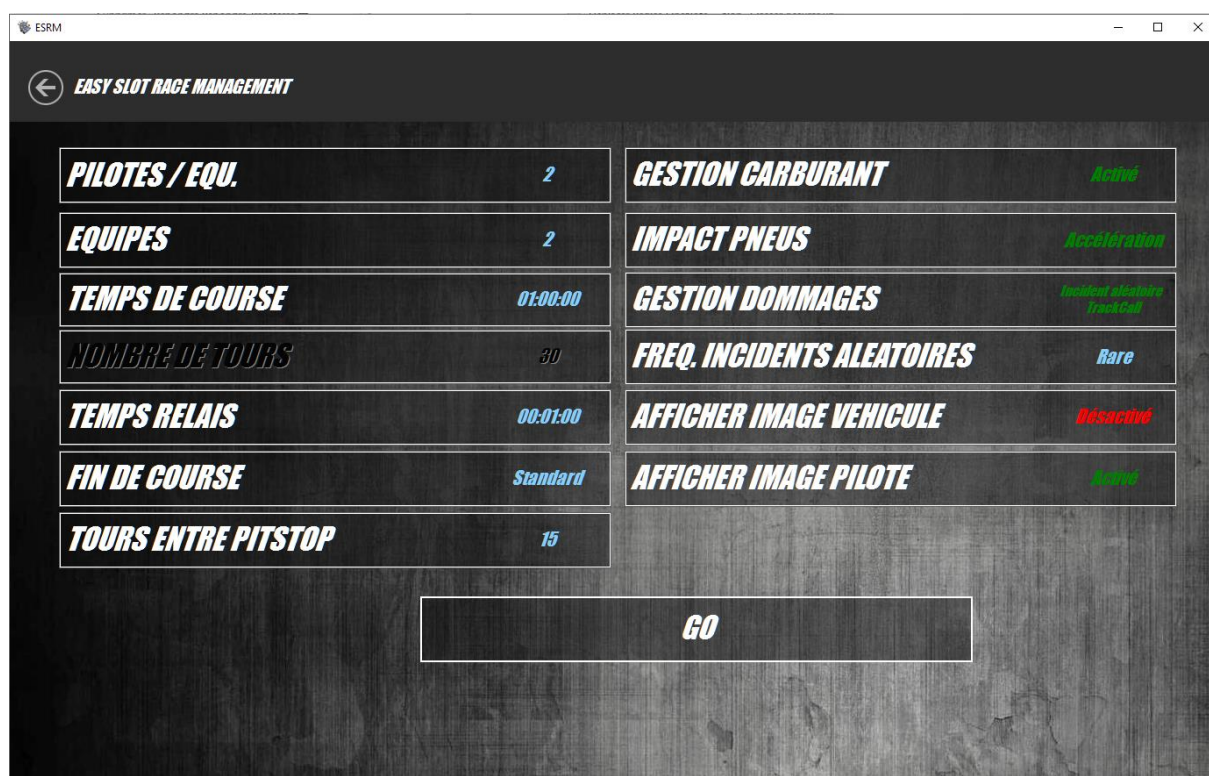 ESRM
EASY SLOT RACE MANAGEMENT
PILOTES / EQU. 2
EQUIPES 2
TEMPS DE COURSE 01:00:00
NOMBRE DE TOURS 30
TEMPS RELAIS 00:01:00
FIN DE COURSE Standard
TOURS ENTRE PITSTOP 15
GESTION CARBURANT Activé
IMPACT PNEUS Accélération
GESTION DOMMAGES Incident aléatoire
TrackCall
FREQ. INCIDENTS ALEATOIRES Rare
AFFICHER IMAGE VEHICULE Désactivé
AFFICHER IMAGE PILOTE Activé
GO